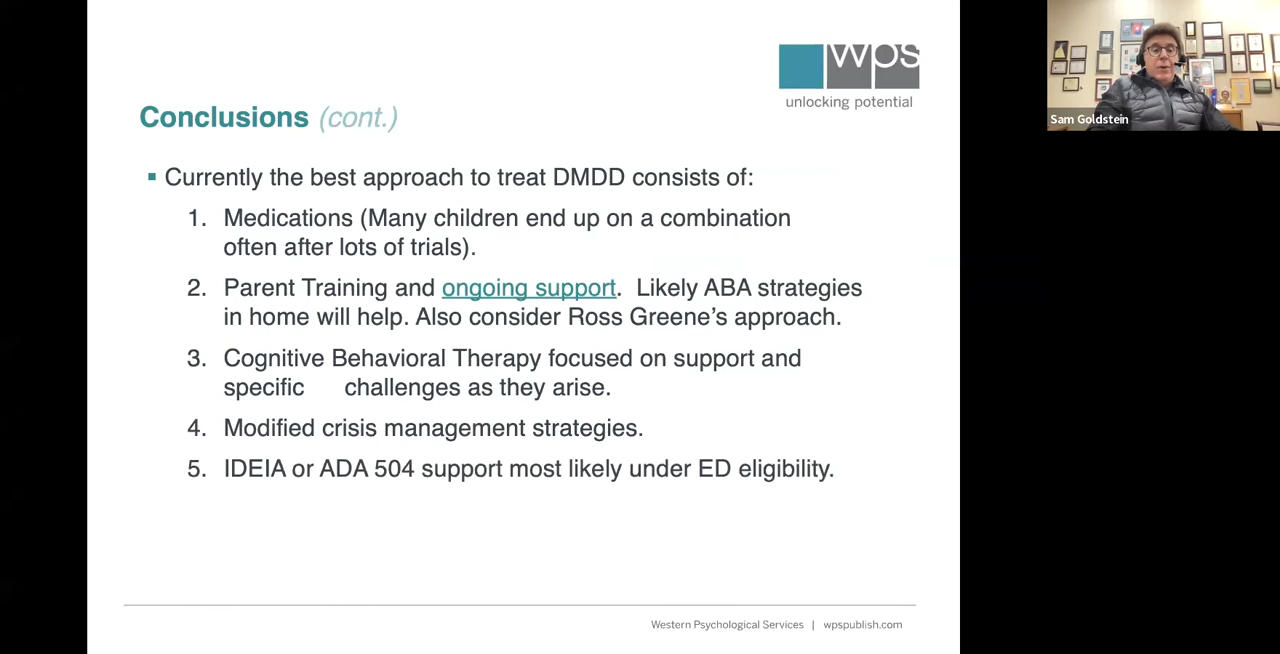 wps
unlocking potential
Sam Goldstein
Conclusions (cont.)
▪ Currently the best approach to treat DMDD consists of:
1. Medications (Many children end up on a combination
often after lots of trials).
2. Parent Training and ongoing support. Likely ABA strategies
in home will help. Also consider Ross Greene’s approach.
3. Cognitive Behavioral Therapy focused on support and
specific challenges as they arise.
4. Modified crisis management strategies.
5. IDEIA or ADA 504 support most likely under ED eligibility.
Western Psychological Services | wpspublish.com